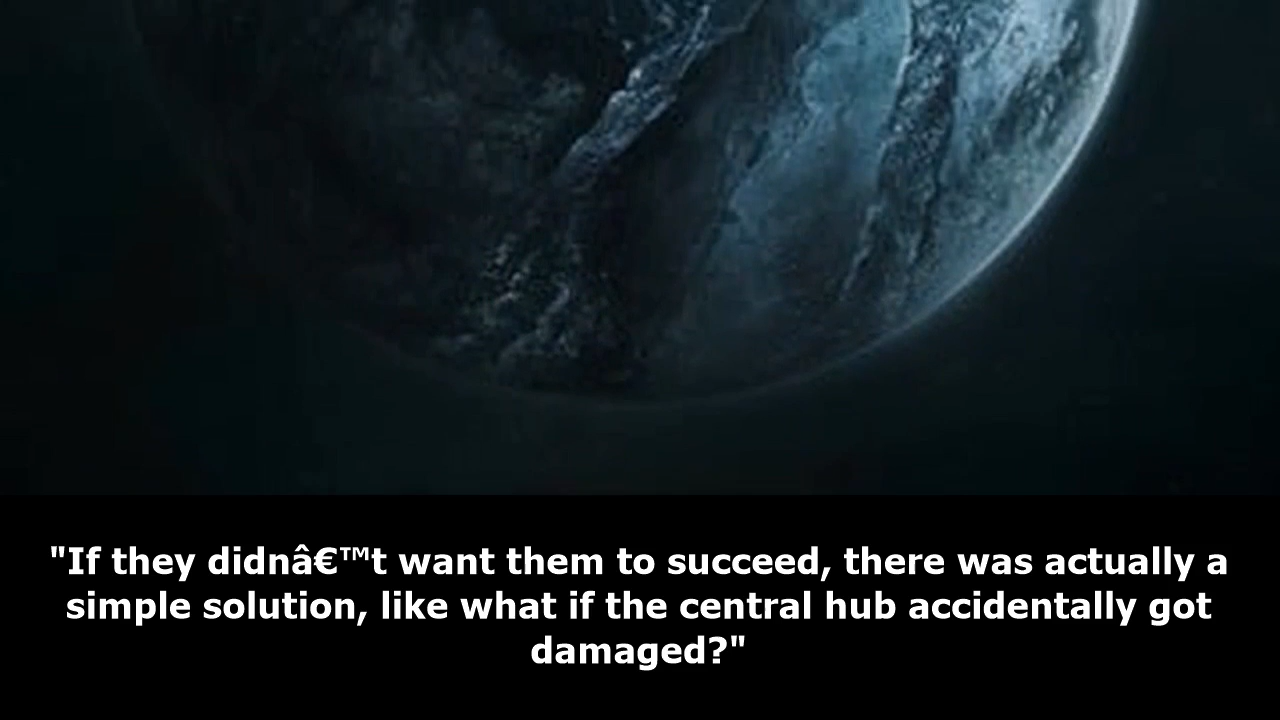 "If they didnâ€™t want them to succeed, there was actually a
simple solution, like what if the central hub accidentally got
damaged?"